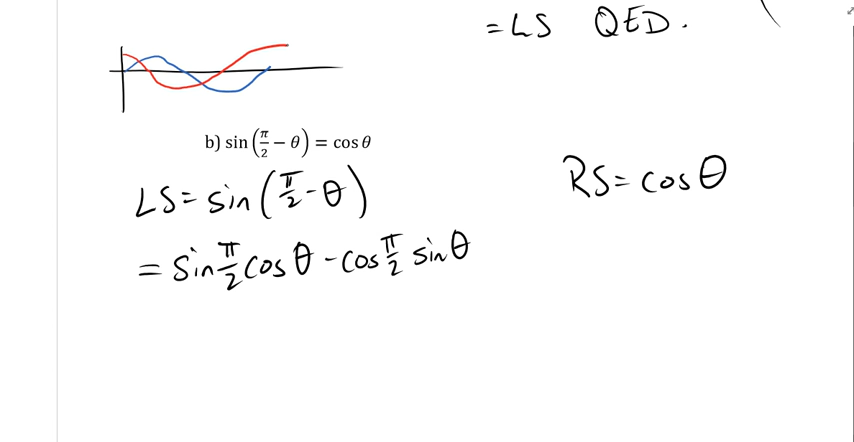 = LS QED.
b) sin(π/2 − θ) = cos θ
LS = sin(π/2 - θ)
RS = cos θ
= sin π/2 cos θ - cos π/2 sin θ